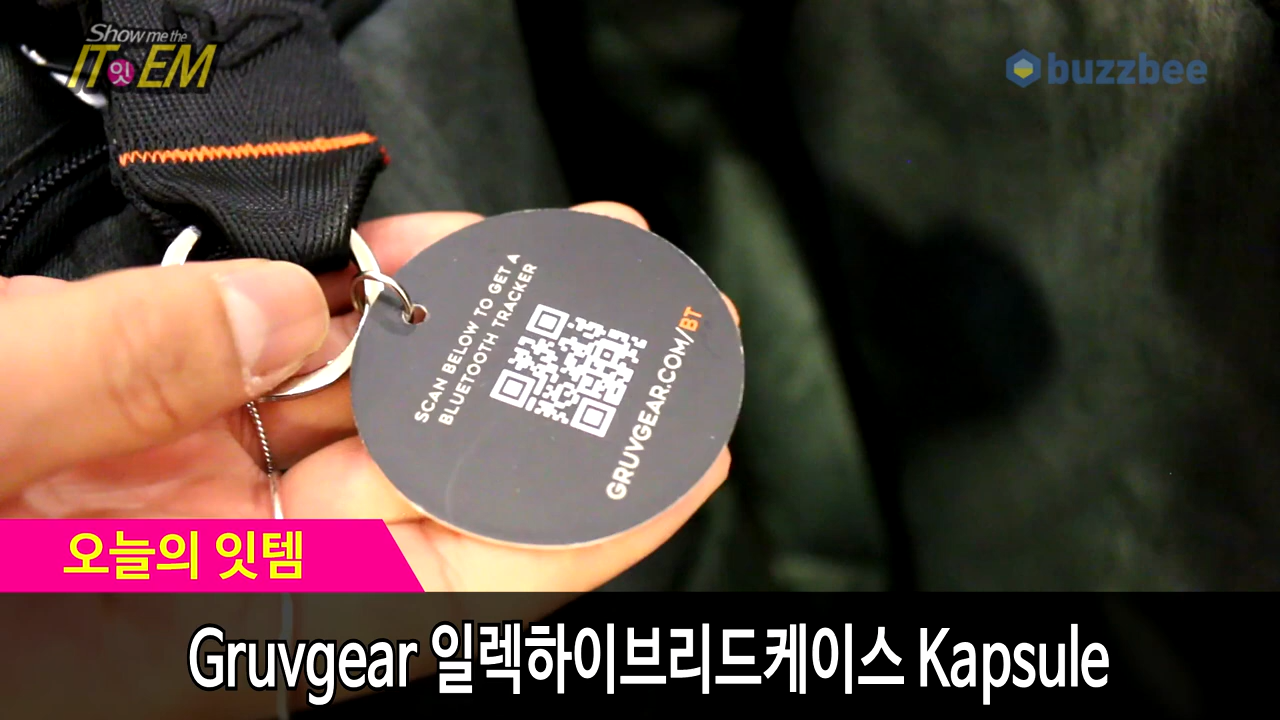 Show me the
IT잇EM
buzzbee
SCAN BELOW TO GET A
BLUETOOTH TRACKER
GRUVGEAR.COM/BT
오늘의 잇템
Gruvgear 일렉하이브리드케이스 Kapsule